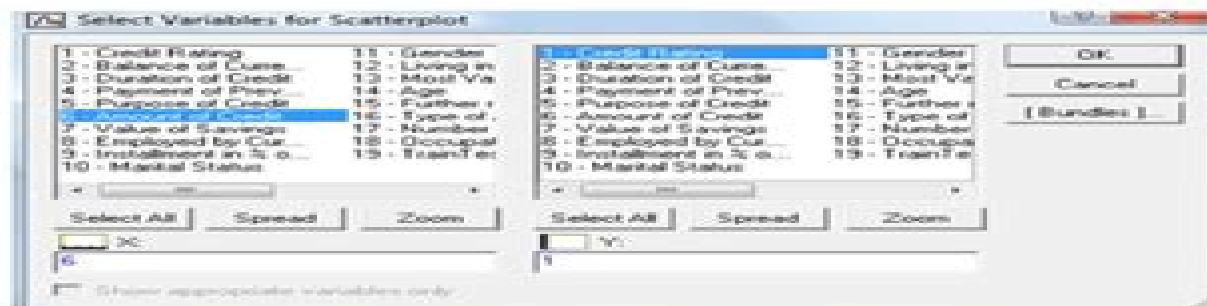 Select Variables for Scatterplot
1 - Credit Rating
2 - Balance of Curre...
3 - Duration of Credit
4 - Payment of Prev...
5 - Purpose of Credit
6 - Amount of Credit
7 - Value of Savings
8 - Employed by Cur...
9 - Installment in % o...
10 - Marital Status
11 - Gender
12 - Living in
13 - Most Va
14 - Age
15 - Further r
16 - Type of
17 - Number
18 - Occupat
19 - TrainTes
1 - Credit Rating
2 - Balance of Curre...
3 - Duration of Credit
4 - Payment of Prev...
5 - Purpose of Credit
6 - Amount of Credit
7 - Value of Savings
8 - Employed by Cur...
9 - Installment in % o...
10 - Marital Status
11 - Gender
12 - Living in
13 - Most Va
14 - Age
15 - Further r
16 - Type of
17 - Number
18 - Occupat
19 - TrainTes
OK
Cancel
[Bundles]...
Select All Spread Zoom
Select All Spread Zoom
X:
Y:
6
1
Show appropriate variables only